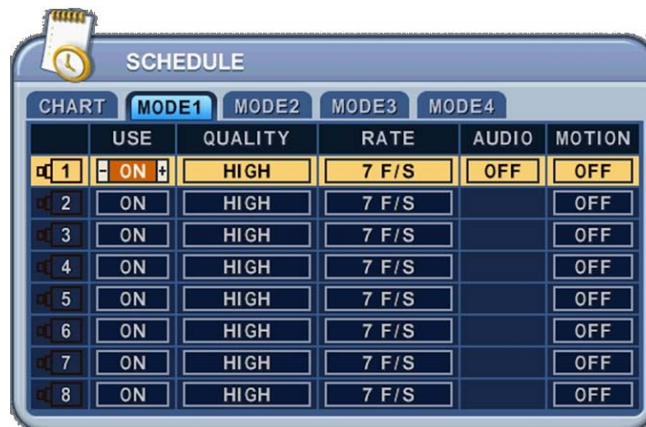 SCHEDULE
CHART MODE1 MODE2 MODE3 MODE4
USE QUALITY RATE AUDIO MOTION
1 - ON + HIGH 7 F/S OFF OFF
2 ON HIGH 7 F/S OFF
3 ON HIGH 7 F/S OFF
4 ON HIGH 7 F/S OFF
5 ON HIGH 7 F/S OFF
6 ON HIGH 7 F/S OFF
7 ON HIGH 7 F/S OFF
8 ON HIGH 7 F/S OFF